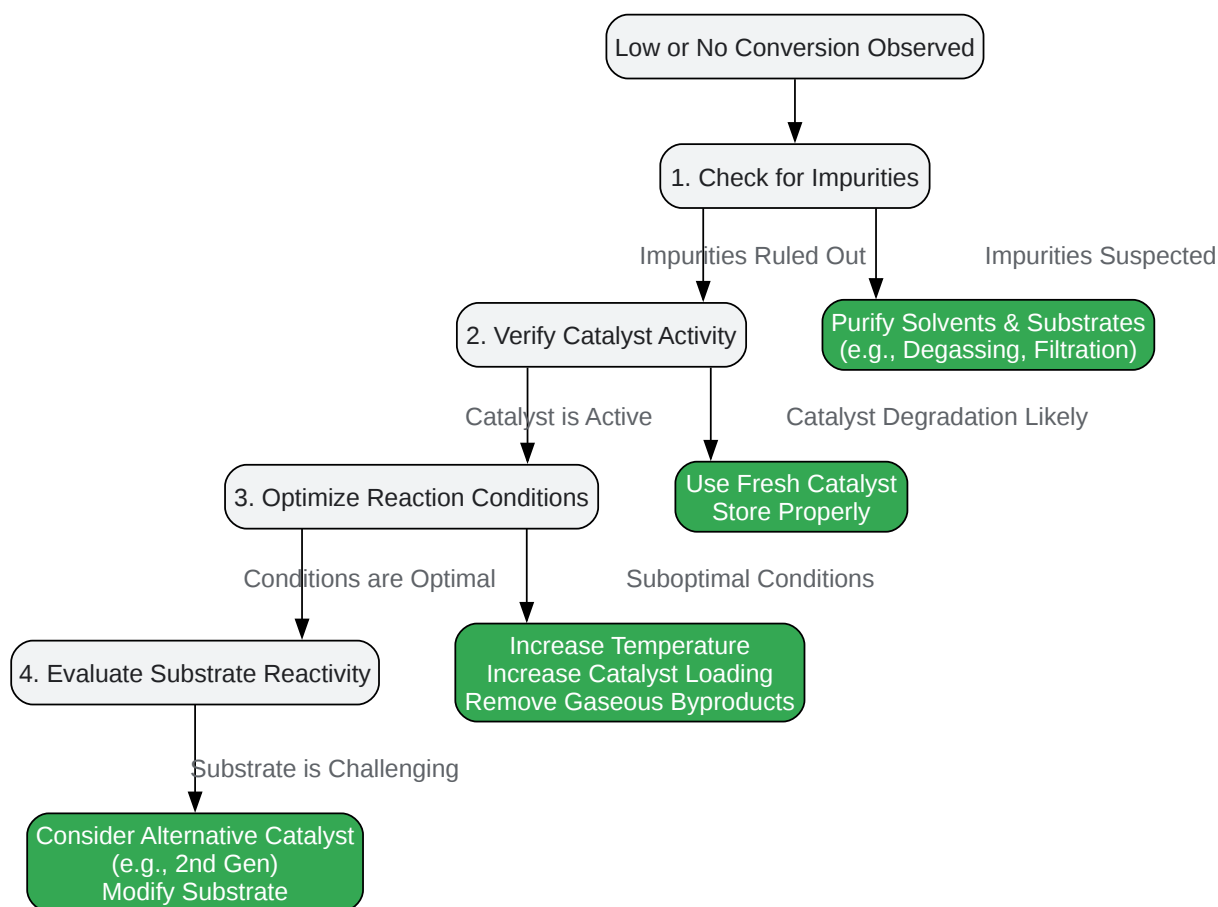 Low or No Conversion Observed
1. Check for Impurities
Impurities Ruled Out
Impurities Suspected
2. Verify Catalyst Activity
Purify Solvents & Substrates
(e.g., Degassing, Filtration)
Catalyst is Active
Catalyst Degradation Likely
3. Optimize Reaction Conditions
Use Fresh Catalyst
Store Properly
Conditions are Optimal
Suboptimal Conditions
4. Evaluate Substrate Reactivity
Increase Temperature
Increase Catalyst Loading
Remove Gaseous Byproducts
Substrate is Challenging
Consider Alternative Catalyst
(e.g., 2nd Gen)
Modify Substrate